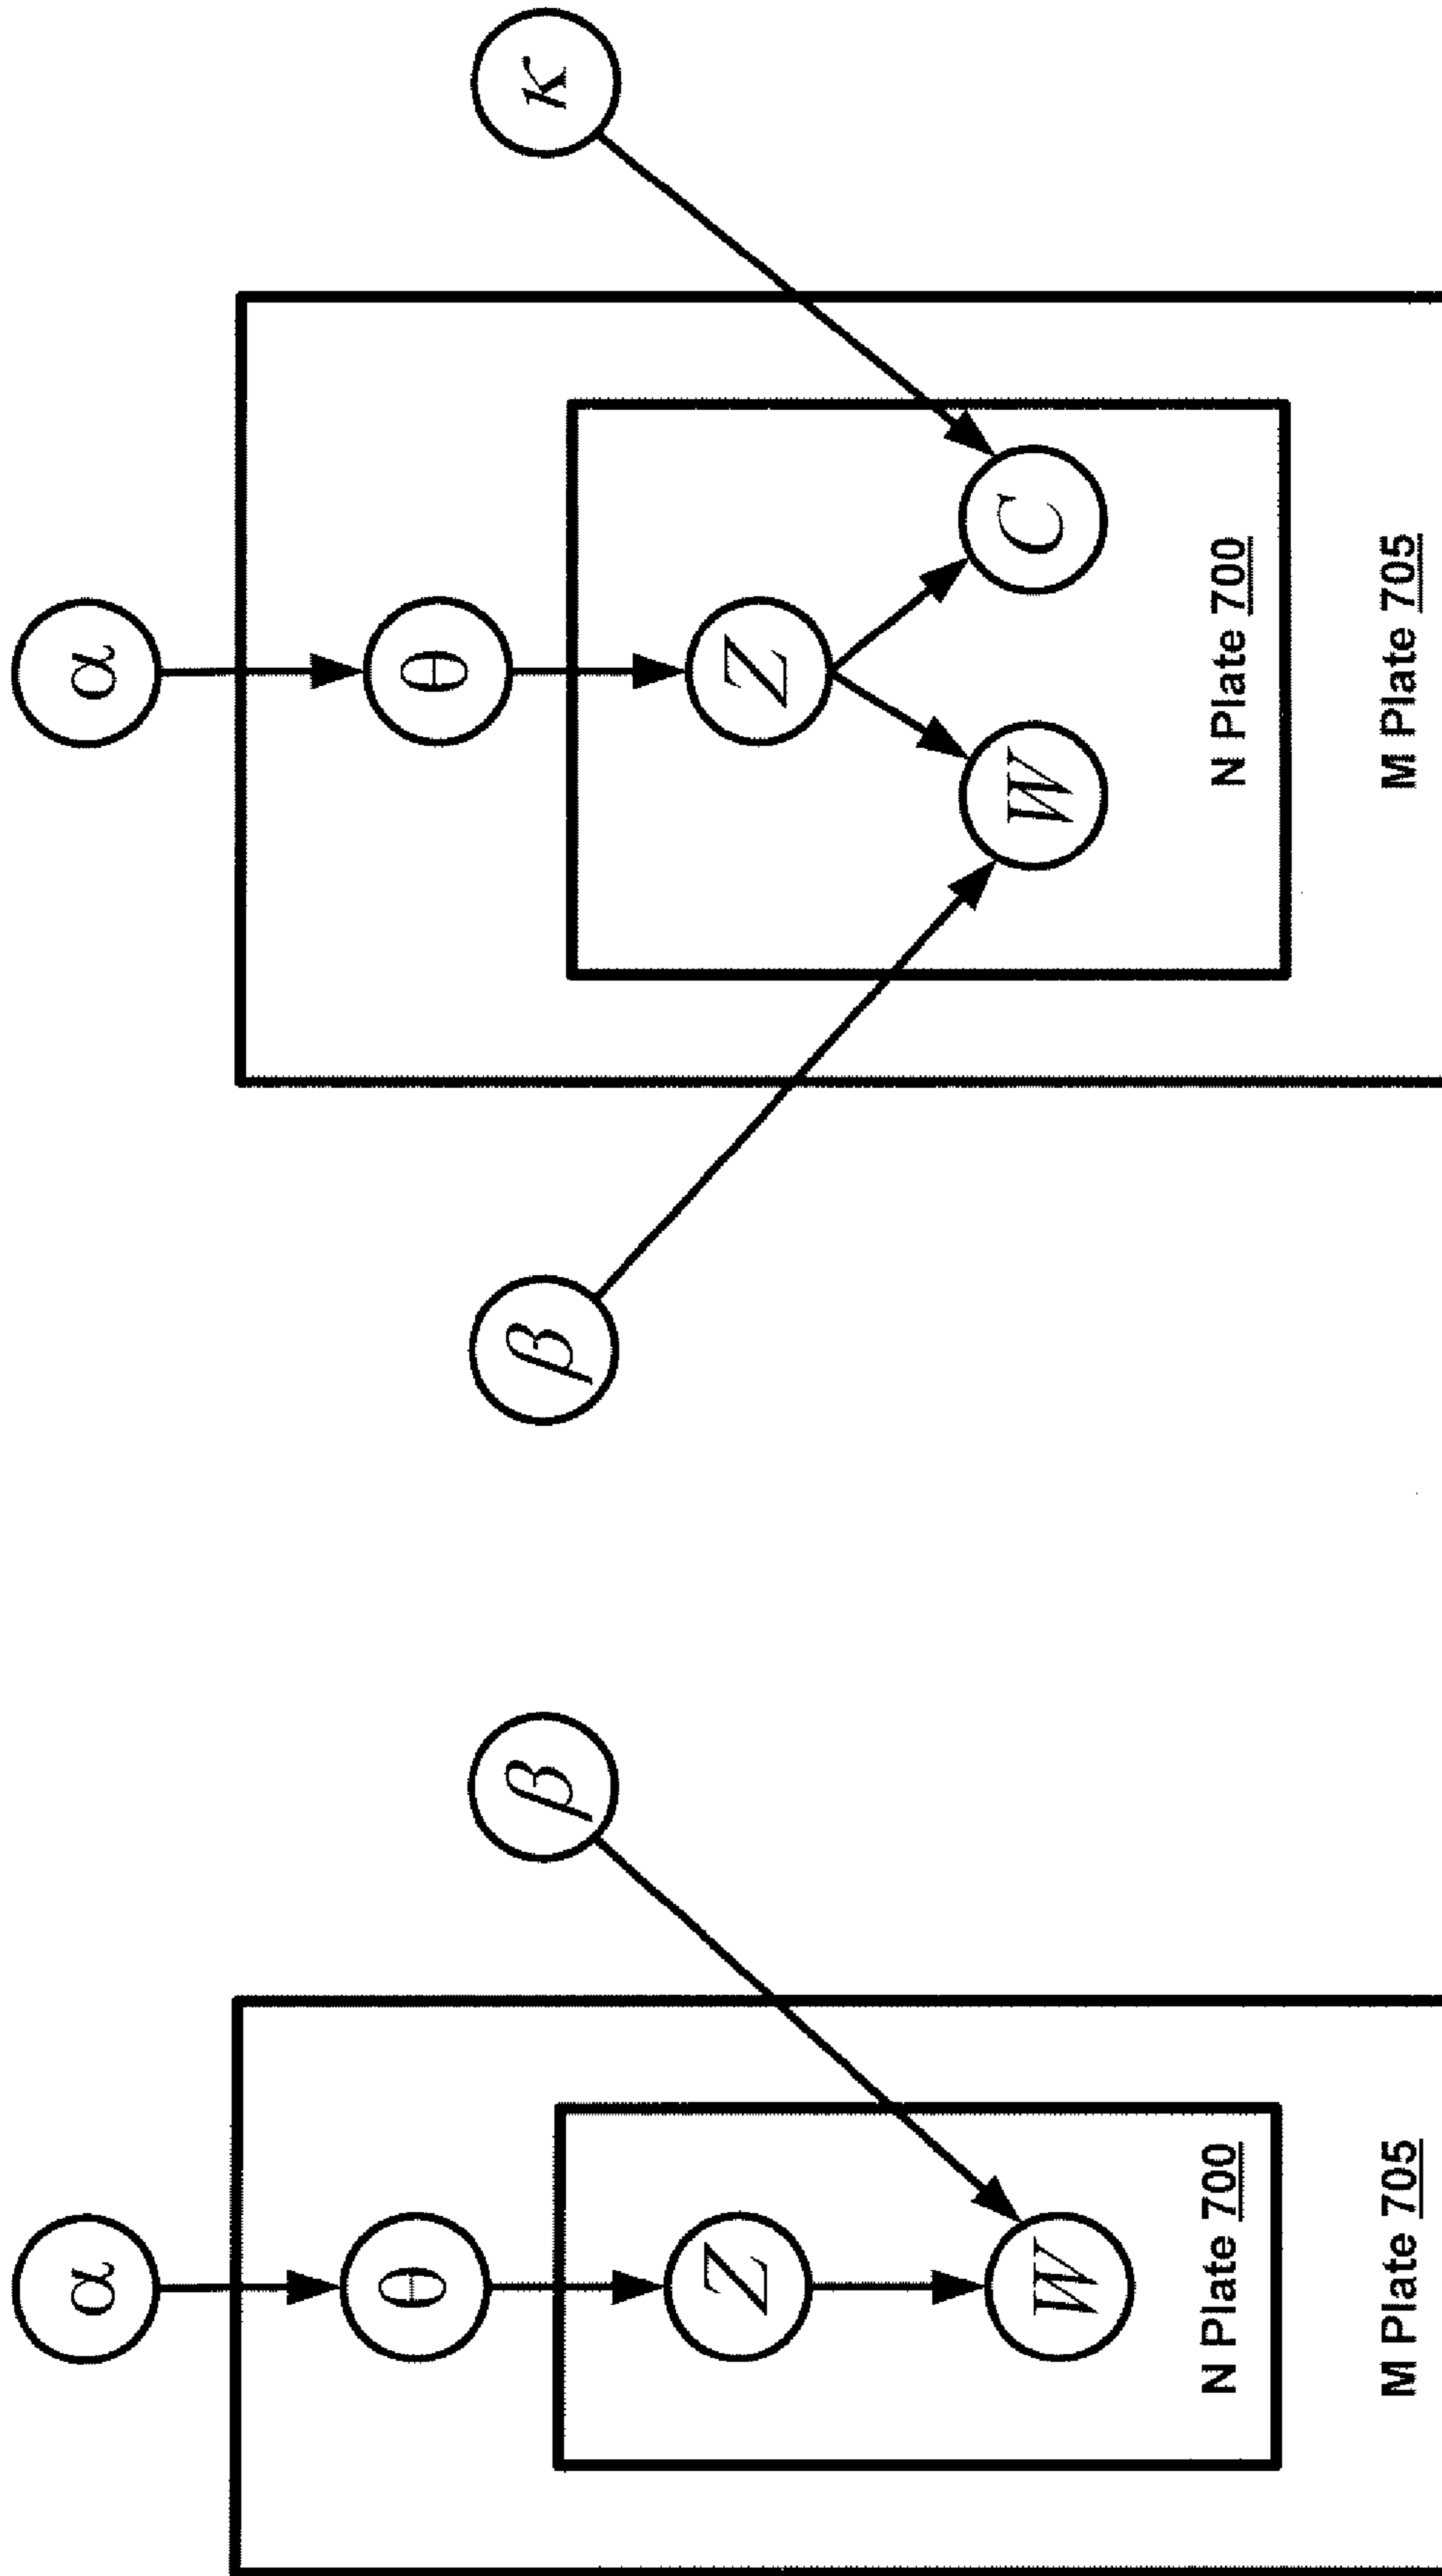 α
θ
β
Z
W
N Plate 700
M Plate 705
α
θ
β
κ
Z
W
C
N Plate 700
M Plate 705